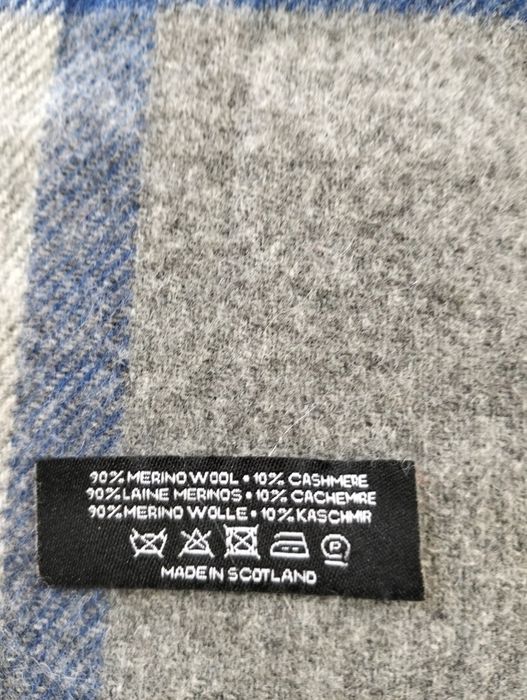 90% MERINO WOOL • 10% CASHMERE
90% LAINE MERINOS • 10% CACHEMIRE
90% MERINO WOLLE • 10% KASCHMIR
P
MADE IN SCOTLAND